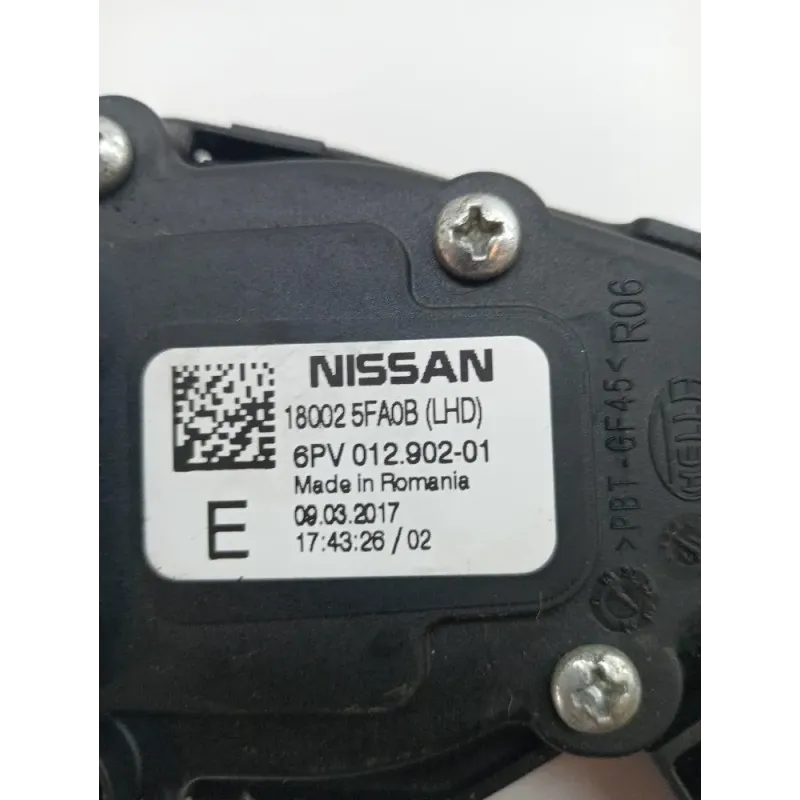 NISSAN
18002 5FA0B (LHD)
6PV 012.902-01
Made in Romania
E
09.03.2017
17:43:26 / 02
>PBT-GF45< R06
HELLA